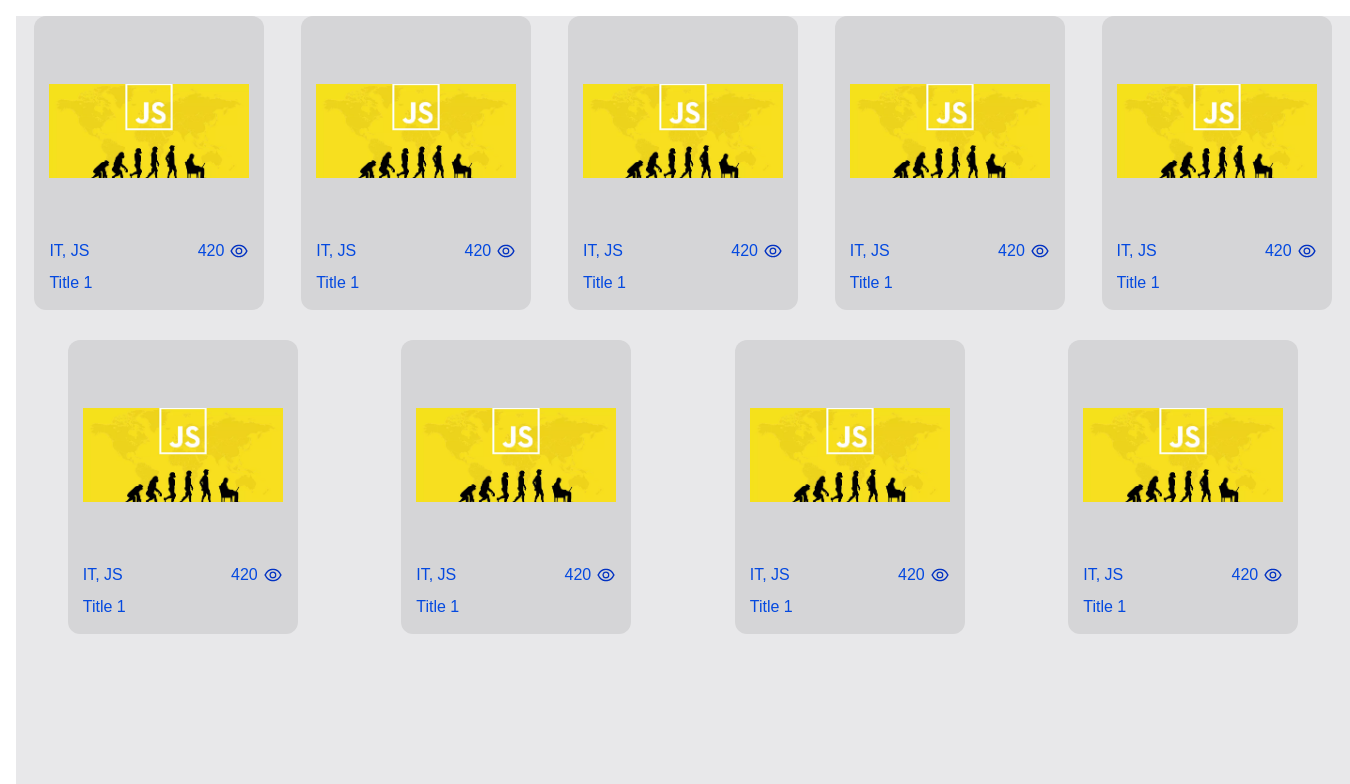 JS JS JS JS JS
IT, JS 420 IT, JS 420 IT, JS 420 IT, JS 420 IT, JS 420
Title 1 Title 1 Title 1 Title 1 Title 1
JS JS JS JS
IT, JS 420 IT, JS 420 IT, JS 420 IT, JS 420
Title 1 Title 1 Title 1 Title 1